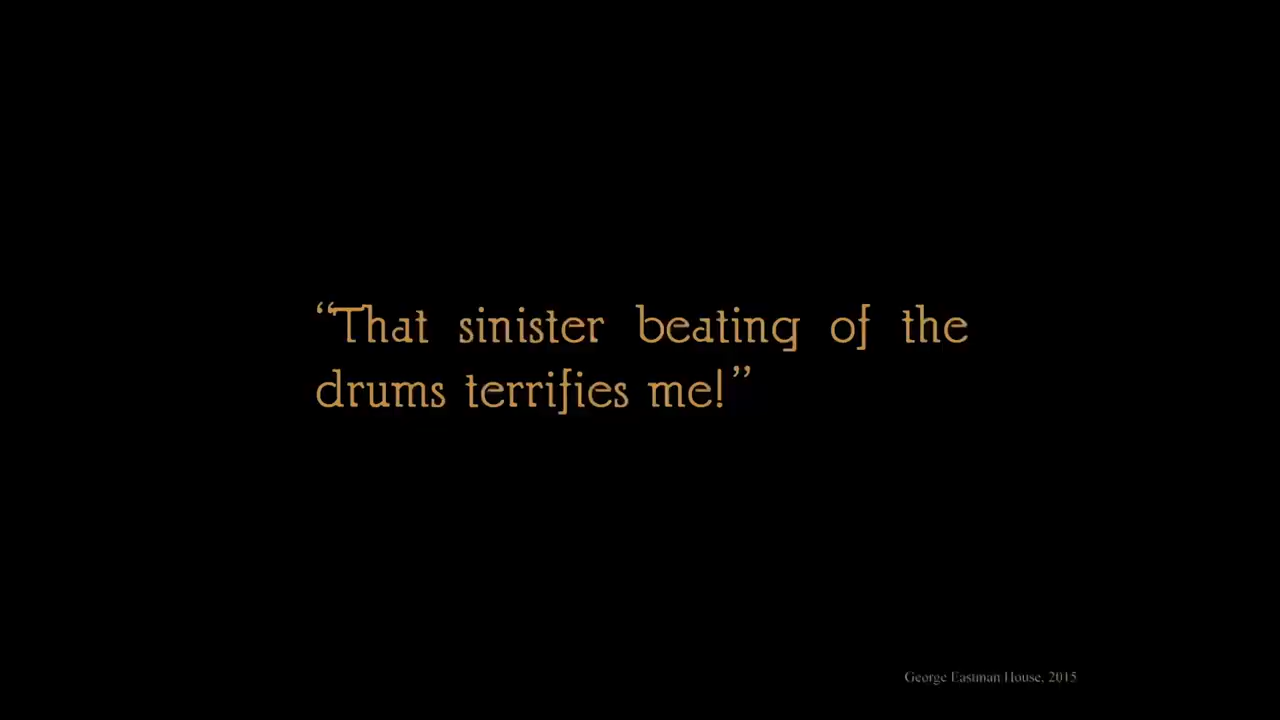 “That sinister beating of the
drums terrifies me!”
George Eastman House, 2015